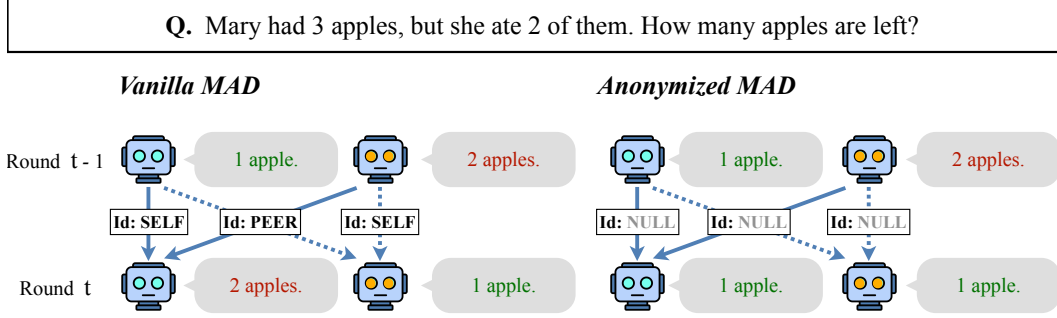 Q. Mary had 3 apples, but she ate 2 of them. How many apples are left?
Vanilla MAD
Anonymized MAD
Round t - 1
1 apple.
2 apples.
1 apple.
2 apples.
Id: SELF
Id: PEER
Id: SELF
Id: NULL
Id: NULL
Id: NULL
Round t
2 apples.
1 apple.
1 apple.
1 apple.